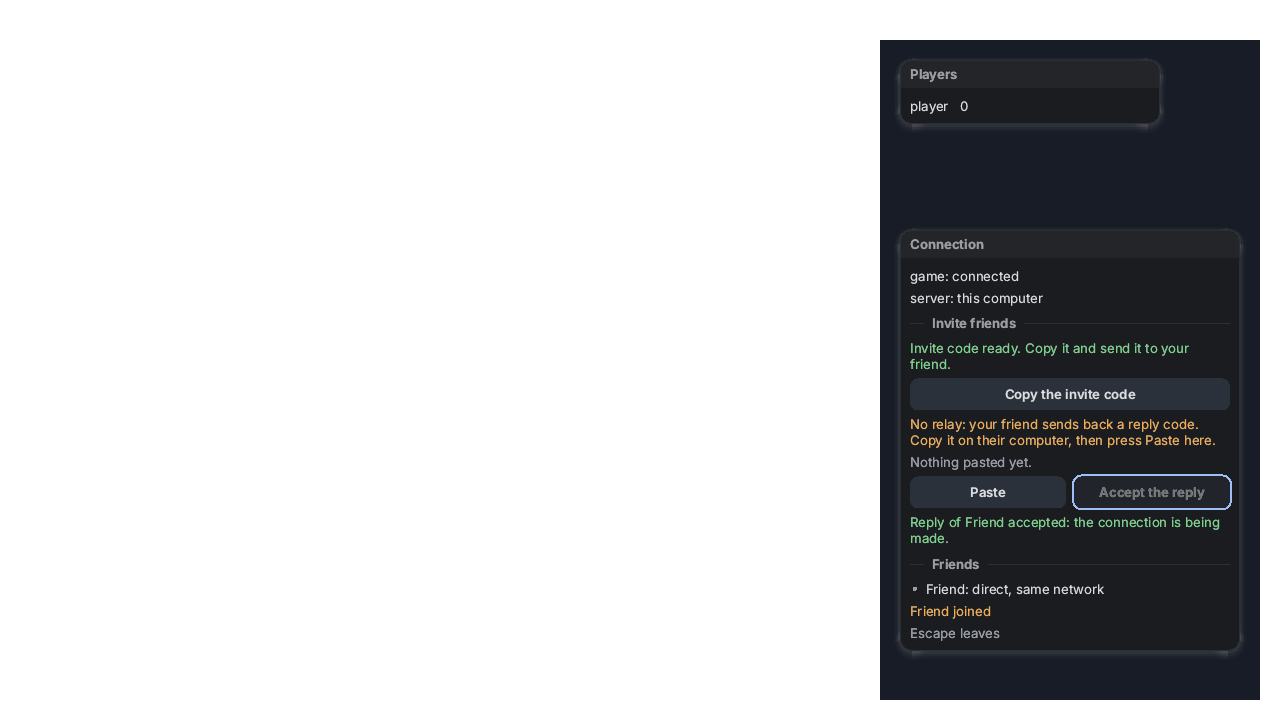 Players
player 0
Connection
game: connected
server: this computer
Invite friends
Invite code ready. Copy it and send it to your
friend.
Copy the invite code
No relay: your friend sends back a reply code.
Copy it on their computer, then press Paste here.
Nothing pasted yet.
Paste Accept the reply
Reply of Friend accepted: the connection is being
made.
Friends
Friend: direct, same network
Friend joined
Escape leaves